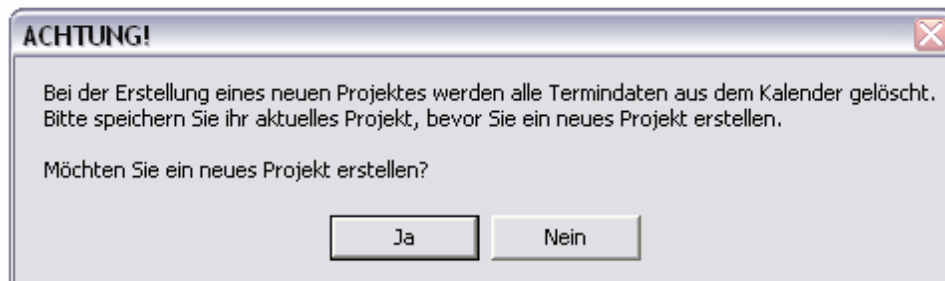 ACHTUNG!
Bei der Erstellung eines neuen Projektes werden alle Termindaten aus dem Kalender gelöscht.
Bitte speichern Sie ihr aktuelles Projekt, bevor Sie ein neues Projekt erstellen.
Möchten Sie ein neues Projekt erstellen?
Ja
Nein